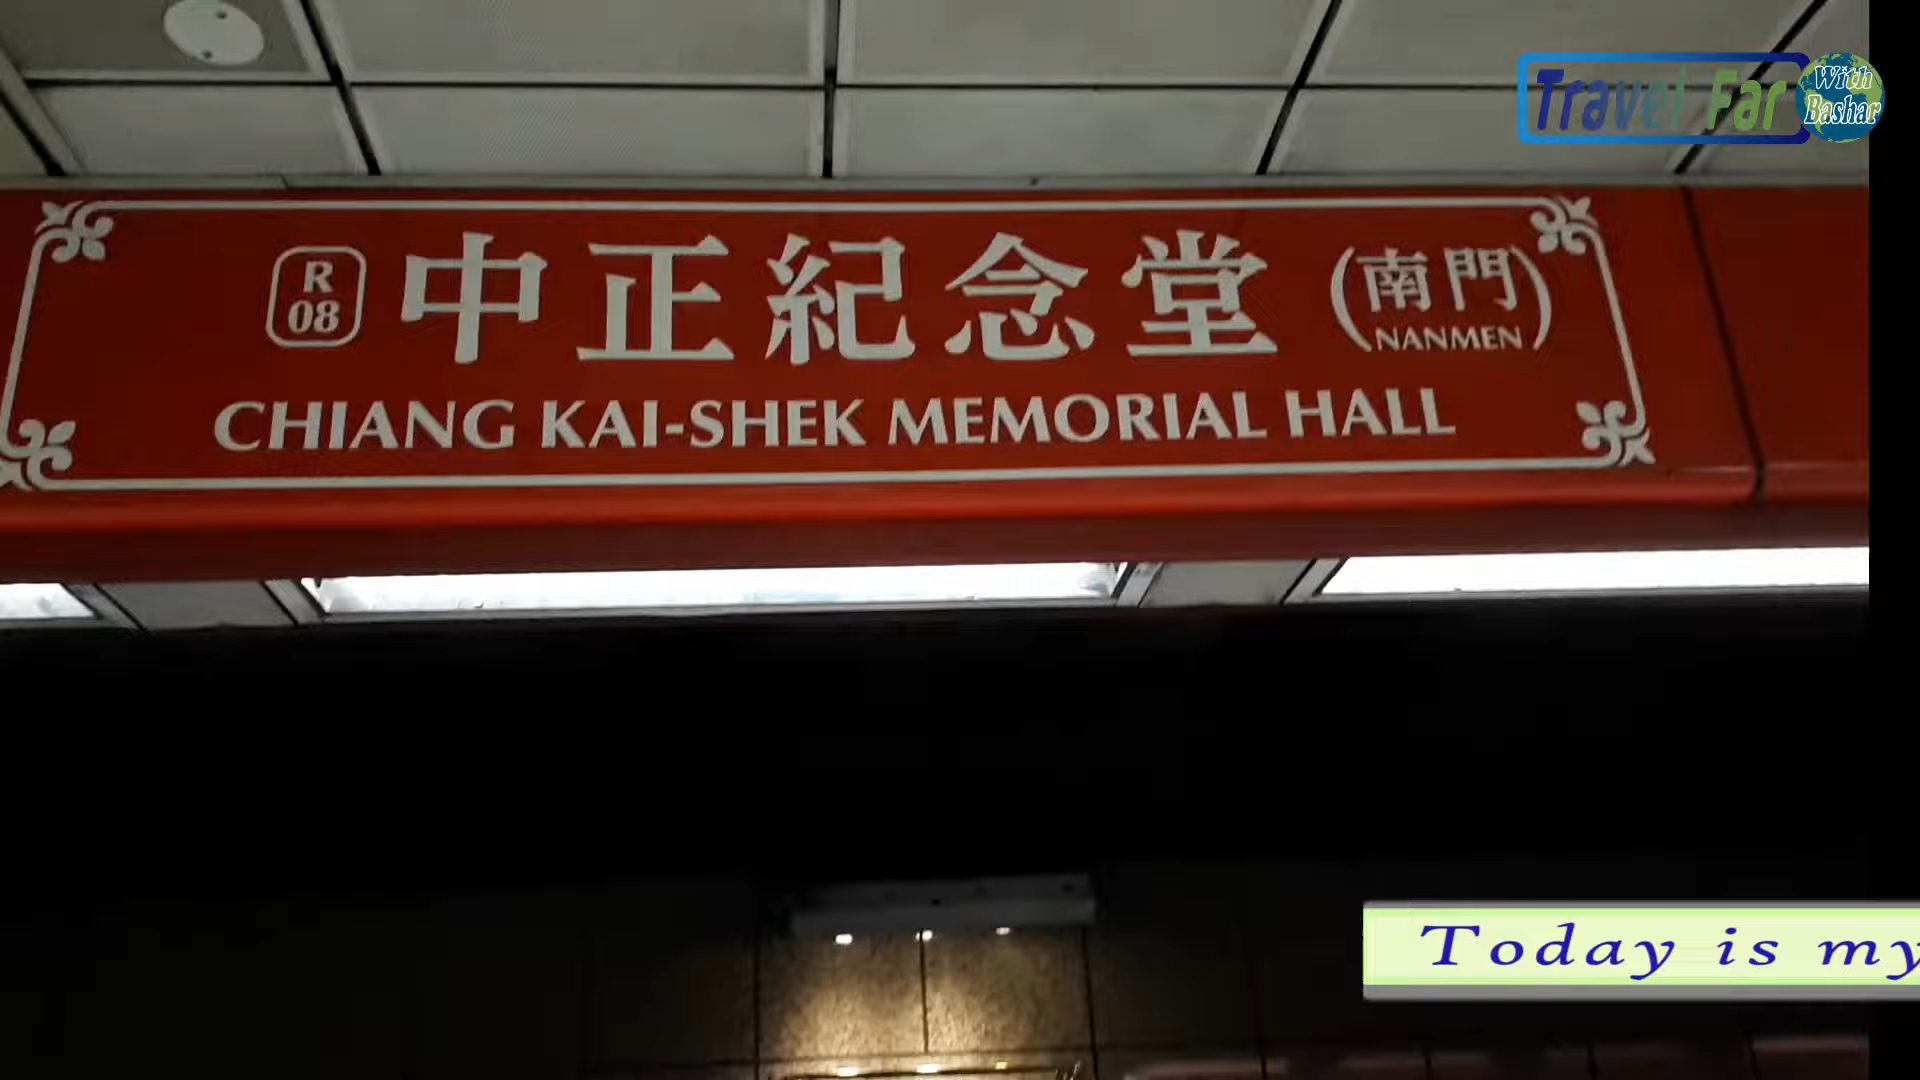 Travel Far
With
Bashar
R
08
中正紀念堂
(南門)
NANMEN
CHIANG KAI-SHEK MEMORIAL HALL
Today is my